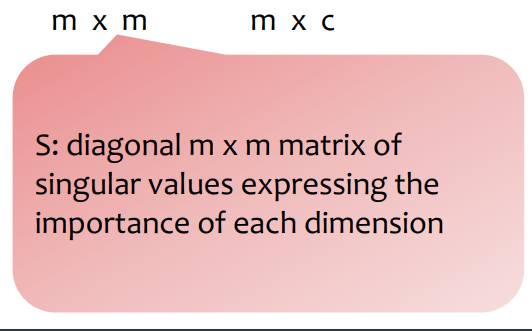 m x m m x c
S: diagonal m x m matrix of
singular values expressing the
importance of each dimension